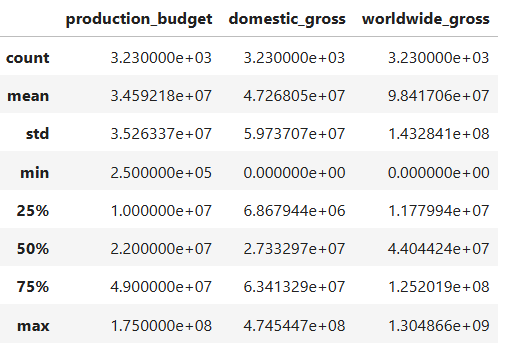 production_budget domestic_gross worldwide_gross
count 3.230000e+03 3.230000e+03 3.230000e+03
mean 3.459218e+07 4.726805e+07 9.841706e+07
std 3.526337e+07 5.973707e+07 1.432841e+08
min 2.500000e+05 0.000000e+00 0.000000e+00
25% 1.000000e+07 6.867944e+06 1.177994e+07
50% 2.200000e+07 2.733297e+07 4.404424e+07
75% 4.900000e+07 6.341329e+07 1.252019e+08
max 1.750000e+08 4.745447e+08 1.304866e+09